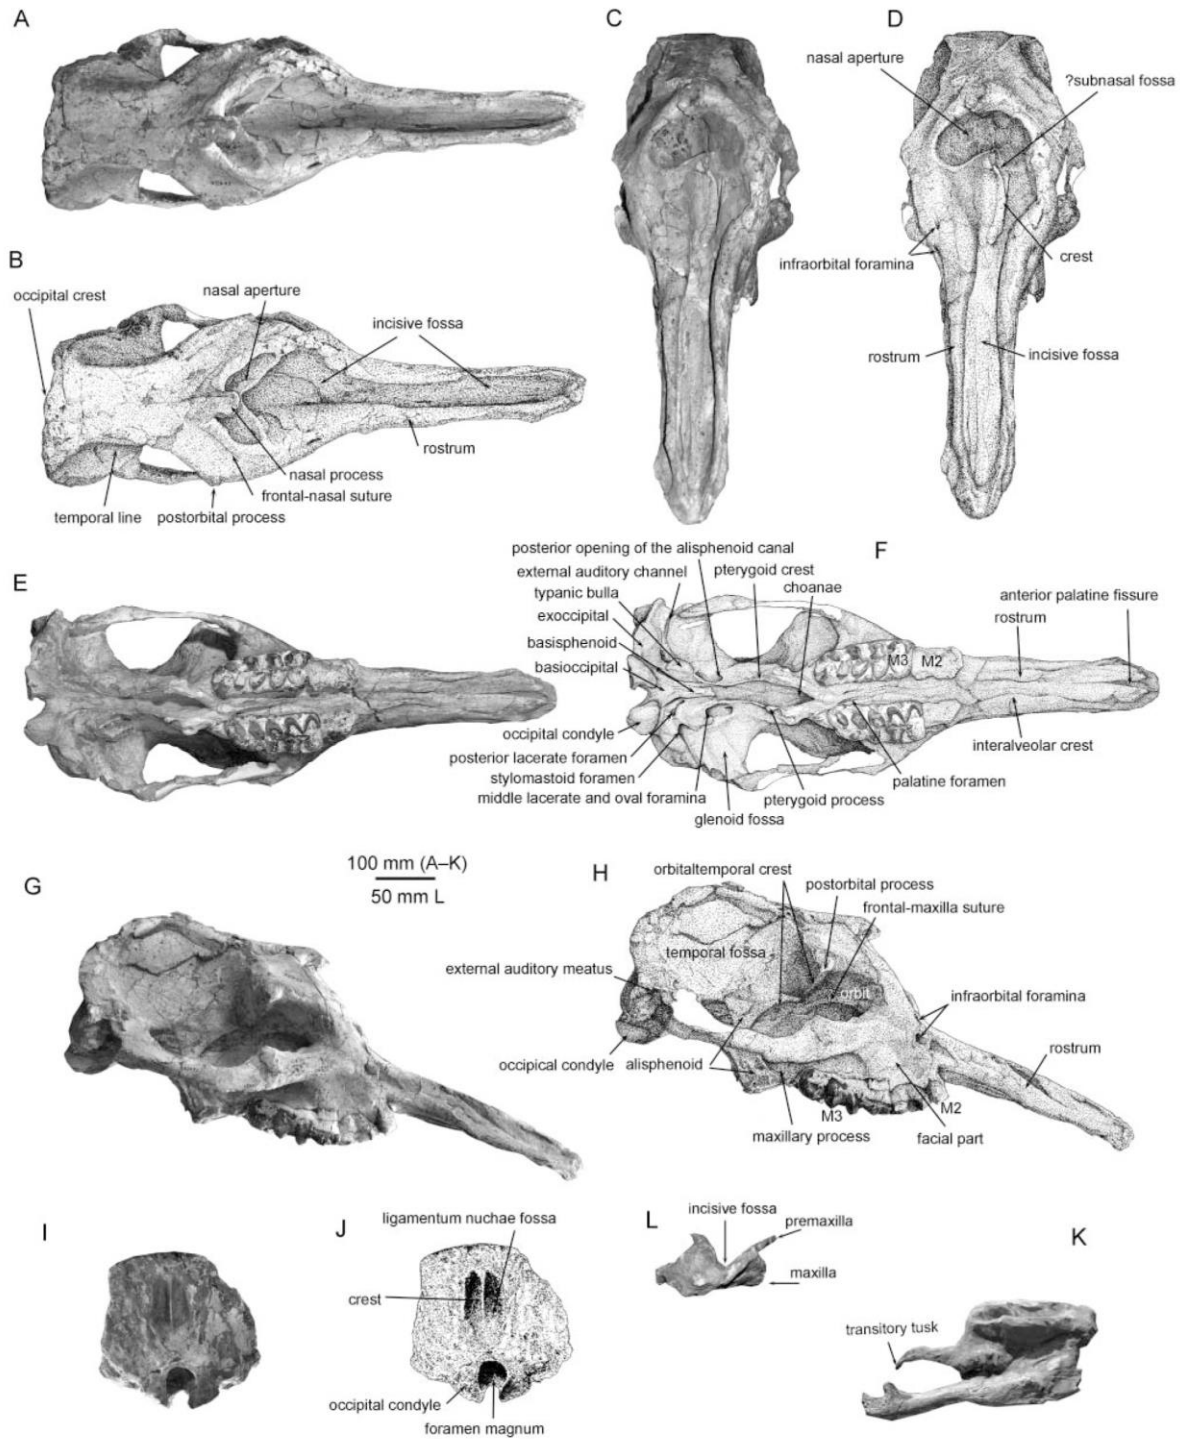 A
C
D
nasal aperture
?subnasal fossa
infraorbital foramina
crest
rostrum
incisive fossa
B
occipital crest
nasal aperture
incisive fossa
rostrum
nasal process
frontal-nasal suture
temporal line
postorbital process
E
F
posterior opening of the alisphenoid canal
external auditory channel
pterygoid crest
typanic bulla
choanae
exoccipital
anterior palatine fissure
rostrum
basisphenoid
M3
M2
basioccipital
occipital condyle
interalveolar crest
posterior lacerate foramen
stylomastoid foramen
palatine foramen
middle lacerate and oval foramina
pterygoid process
glenoid fossa
G
100 mm (A–K)
50 mm L
H
orbitaltemporal crest
postorbital process
frontal-maxilla suture
temporal fossa
external auditory meatus
orbit
infraorbital foramina
rostrum
occipical condyle
alisphenoid
M3
M2
maxillary process
facial part
I
J
ligamentum nuchae fossa
crest
occipital condyle
foramen magnum
L
incisive fossa
premaxilla
maxilla
K
transitory tusk